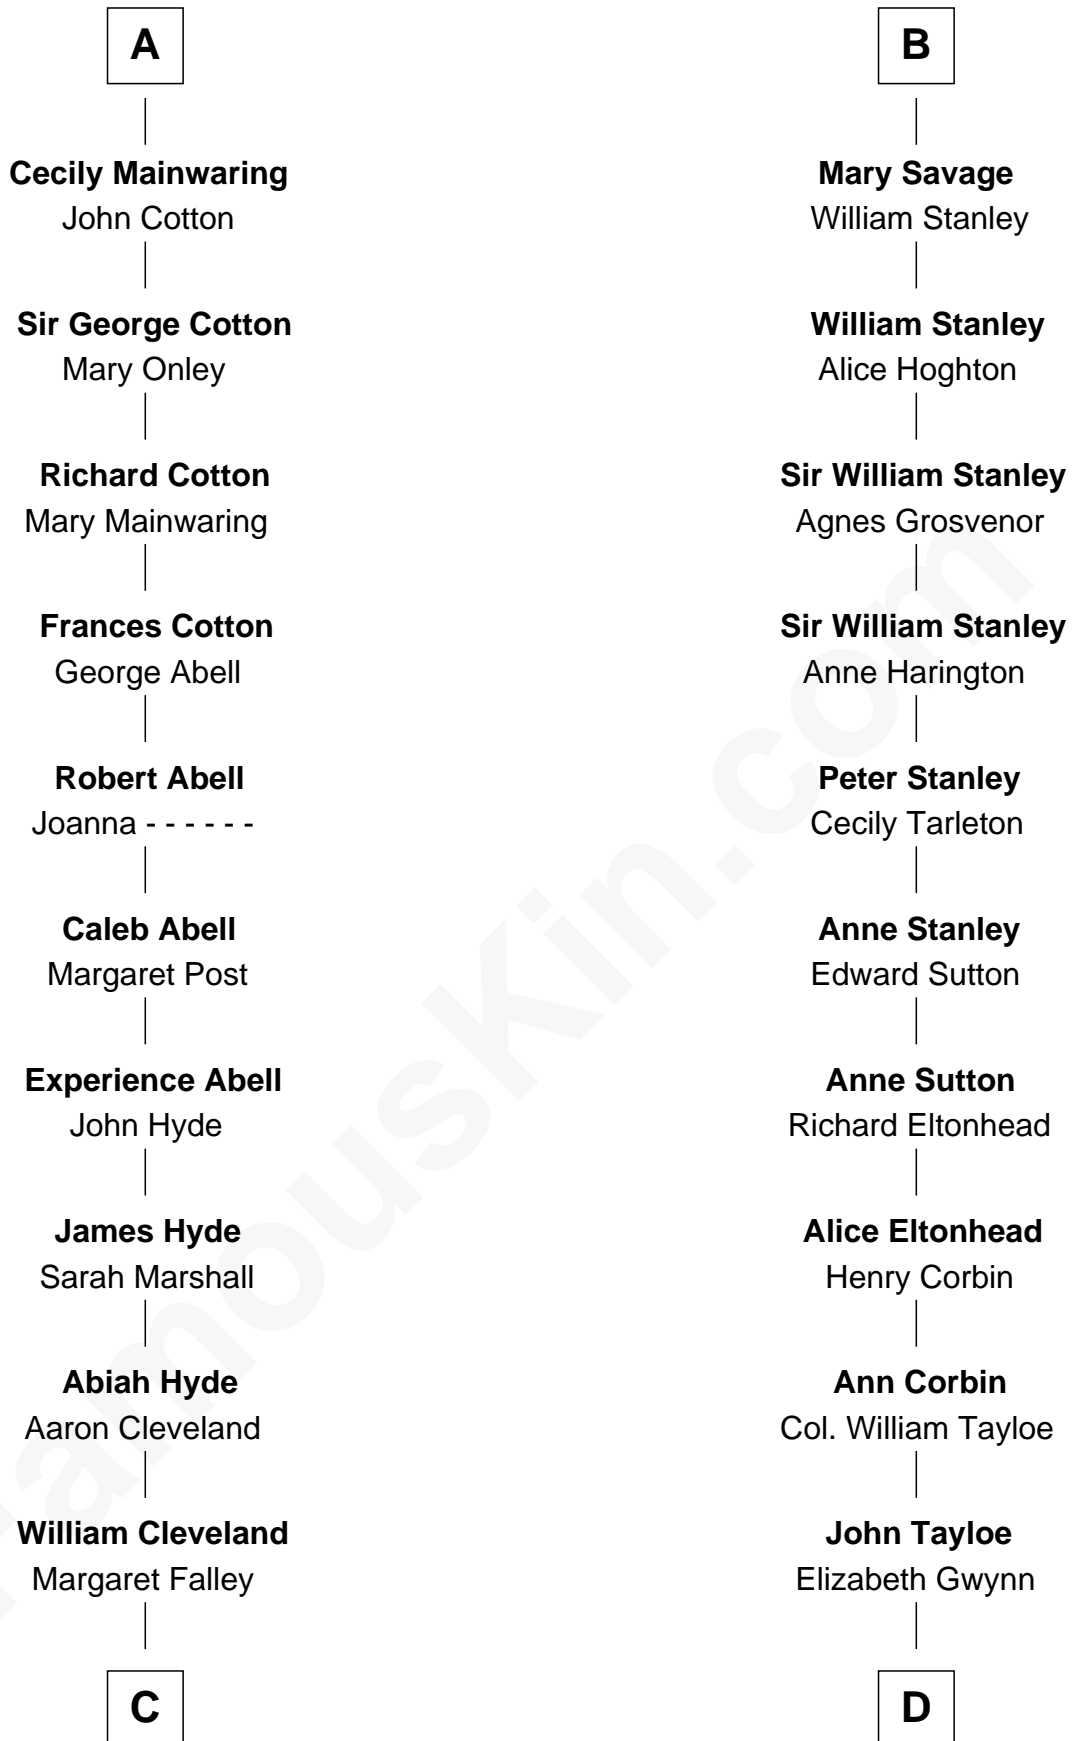 A
Cecily Mainwaring
John Cotton
Sir George Cotton
Mary Onley
Richard Cotton
Mary Mainwaring
Frances Cotton
George Abell
Robert Abell
Joanna - - - - - -
Caleb Abell
Margaret Post
Experience Abell
John Hyde
James Hyde
Sarah Marshall
Abiah Hyde
Aaron Cleveland
William Cleveland
Margaret Falley
C
B
Mary Savage
William Stanley
William Stanley
Alice Hoghton
Sir William Stanley
Agnes Grosvenor
Sir William Stanley
Anne Harington
Peter Stanley
Cecily Tarleton
Anne Stanley
Edward Sutton
Anne Sutton
Richard Eltonhead
Alice Eltonhead
Henry Corbin
Ann Corbin
Col. William Tayloe
John Tayloe
Elizabeth Gwynn
D
FamousKin.com